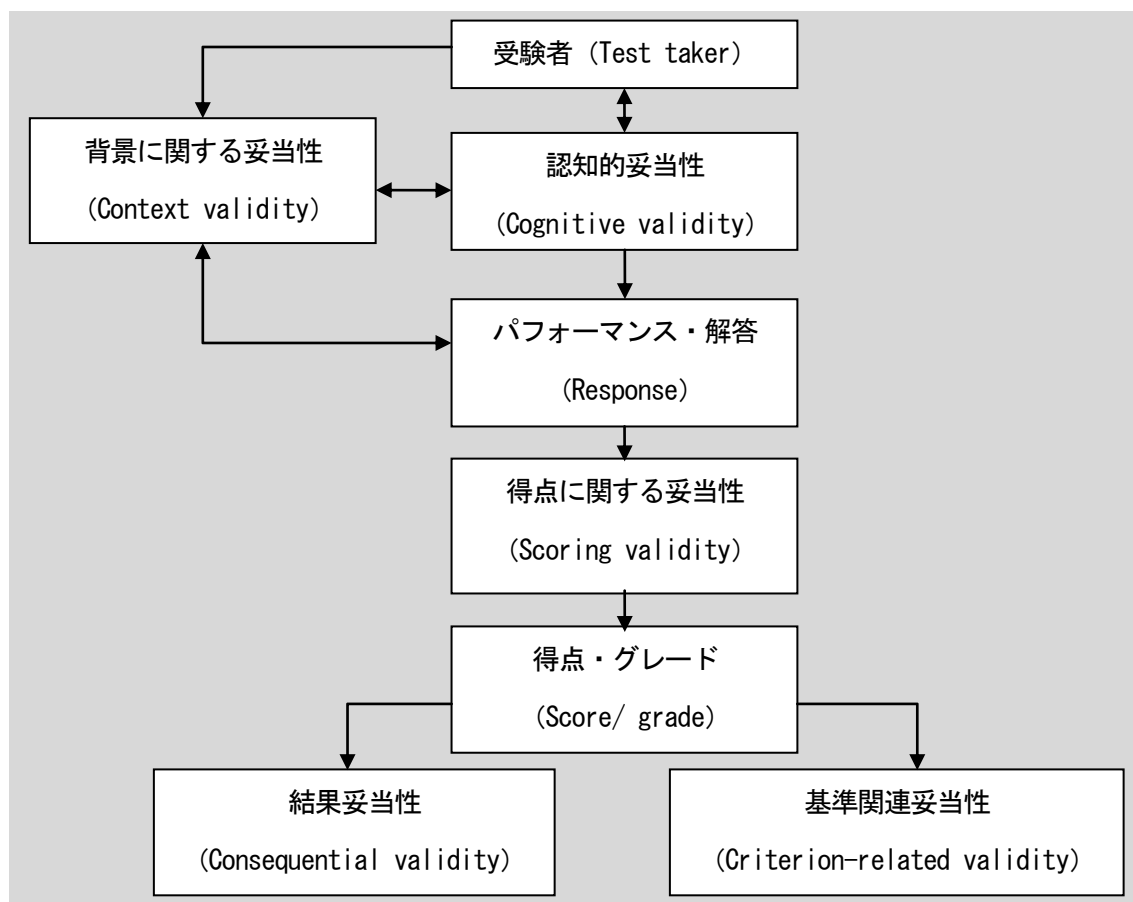 受験者 (Test taker)
背景に関する妥当性
(Context validity)
認知的妥当性
(Cognitive validity)
パフォーマンス・解答
(Response)
得点に関する妥当性
(Scoring validity)
得点・グレード
(Score/ grade)
結果妥当性
(Consequential validity)
基準関連妥当性
(Criterion-related validity)